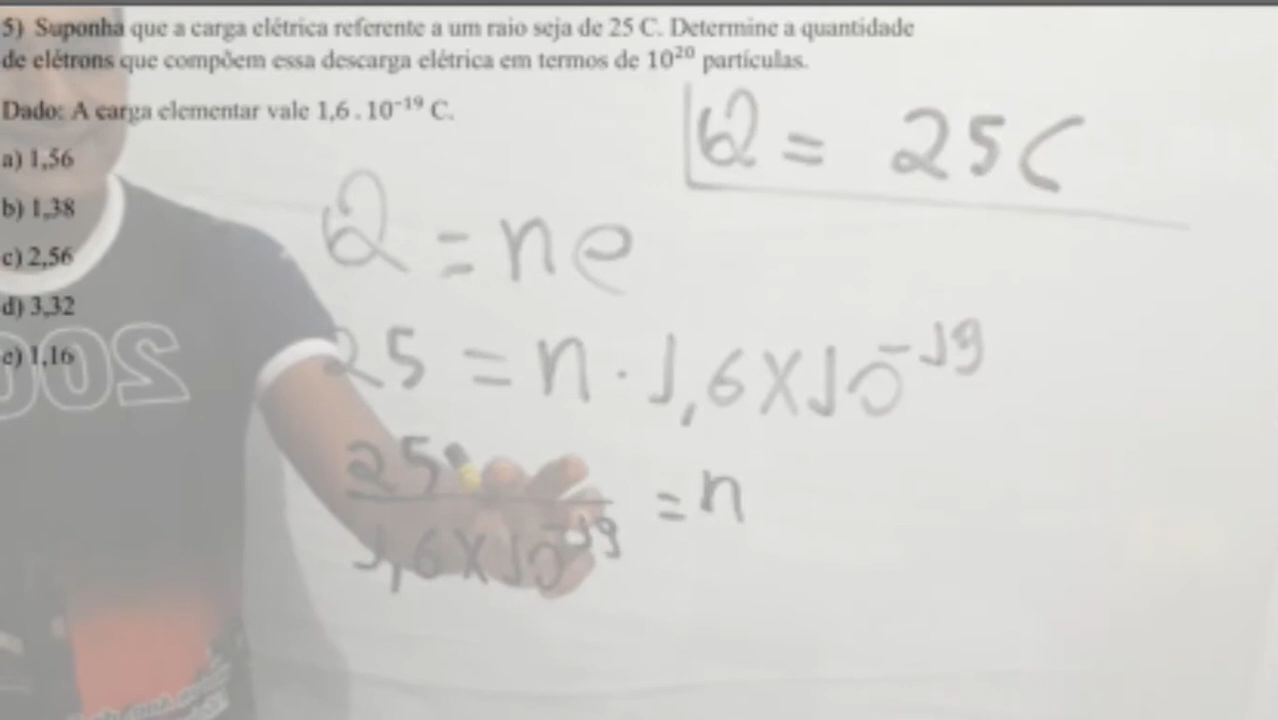 5) Suponha que a carga elétrica referente a um raio seja de 25 C. Determine a quantidade
de elétrons que compõem essa descarga elétrica em termos de 10²⁰ partículas.
Dado: A carga elementar vale 1,6 . 10⁻¹⁹ C.
a) 1,56
b) 1,38
c) 2,56
d) 3,32
e) 1,16
Q = 25C
Q = ne
25 = n · 1,6X10⁻¹⁹
25
1,6X10⁻¹⁹ = n
200